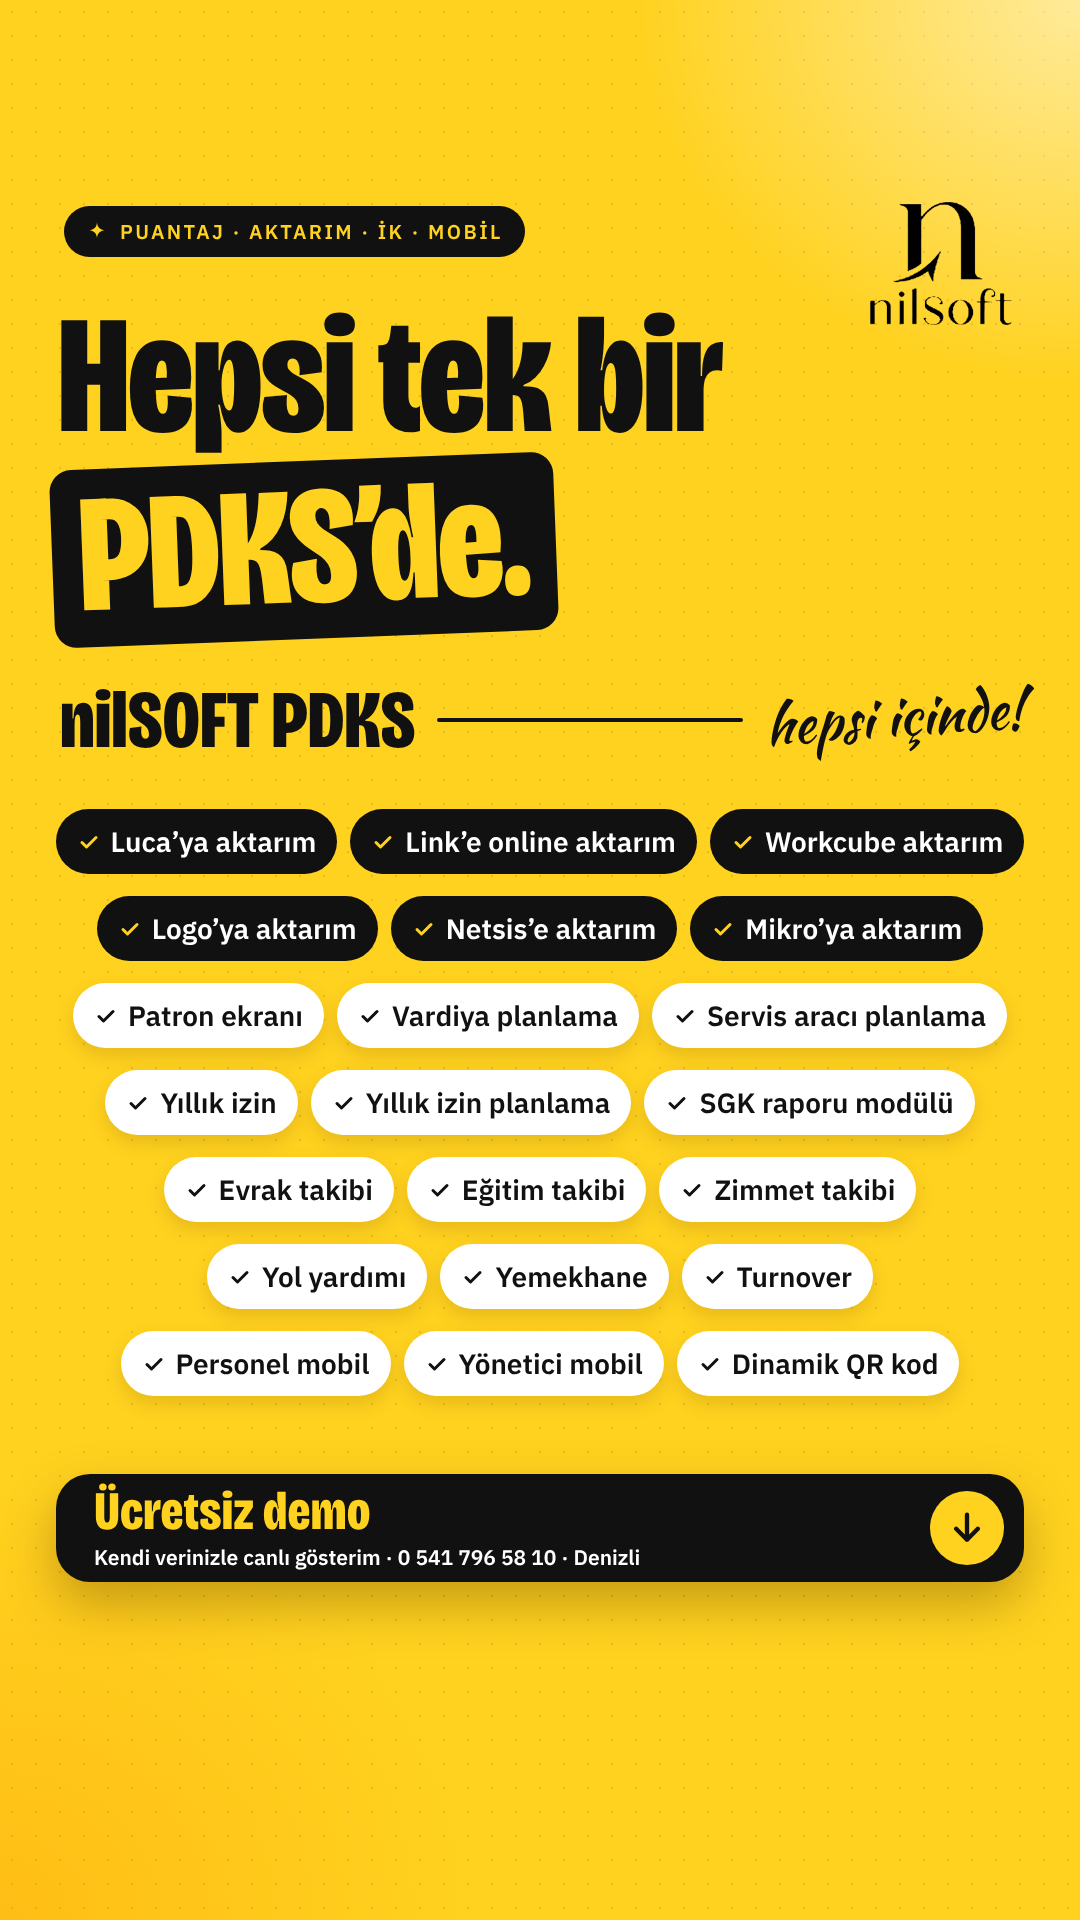 ✦ PUANTAJ · AKTARIM · İK · MOBİL
nilsoft
Hepsi tek bir
PDKS’de.
nilSOFT PDKS
hepsi içinde!
Luca’ya aktarım
Link’e online aktarım
Workcube aktarım
Logo’ya aktarım
Netsis’e aktarım
Mikro’ya aktarım
Patron ekranı
Vardiya planlama
Servis aracı planlama
Yıllık izin
Yıllık izin planlama
SGK raporu modülü
Evrak takibi
Eğitim takibi
Zimmet takibi
Yol yardımı
Yemekhane
Turnover
Personel mobil
Yönetici mobil
Dinamik QR kod
Ücretsiz demo
Kendi verinizle canlı gösterim · 0 541 796 58 10 · Denizli